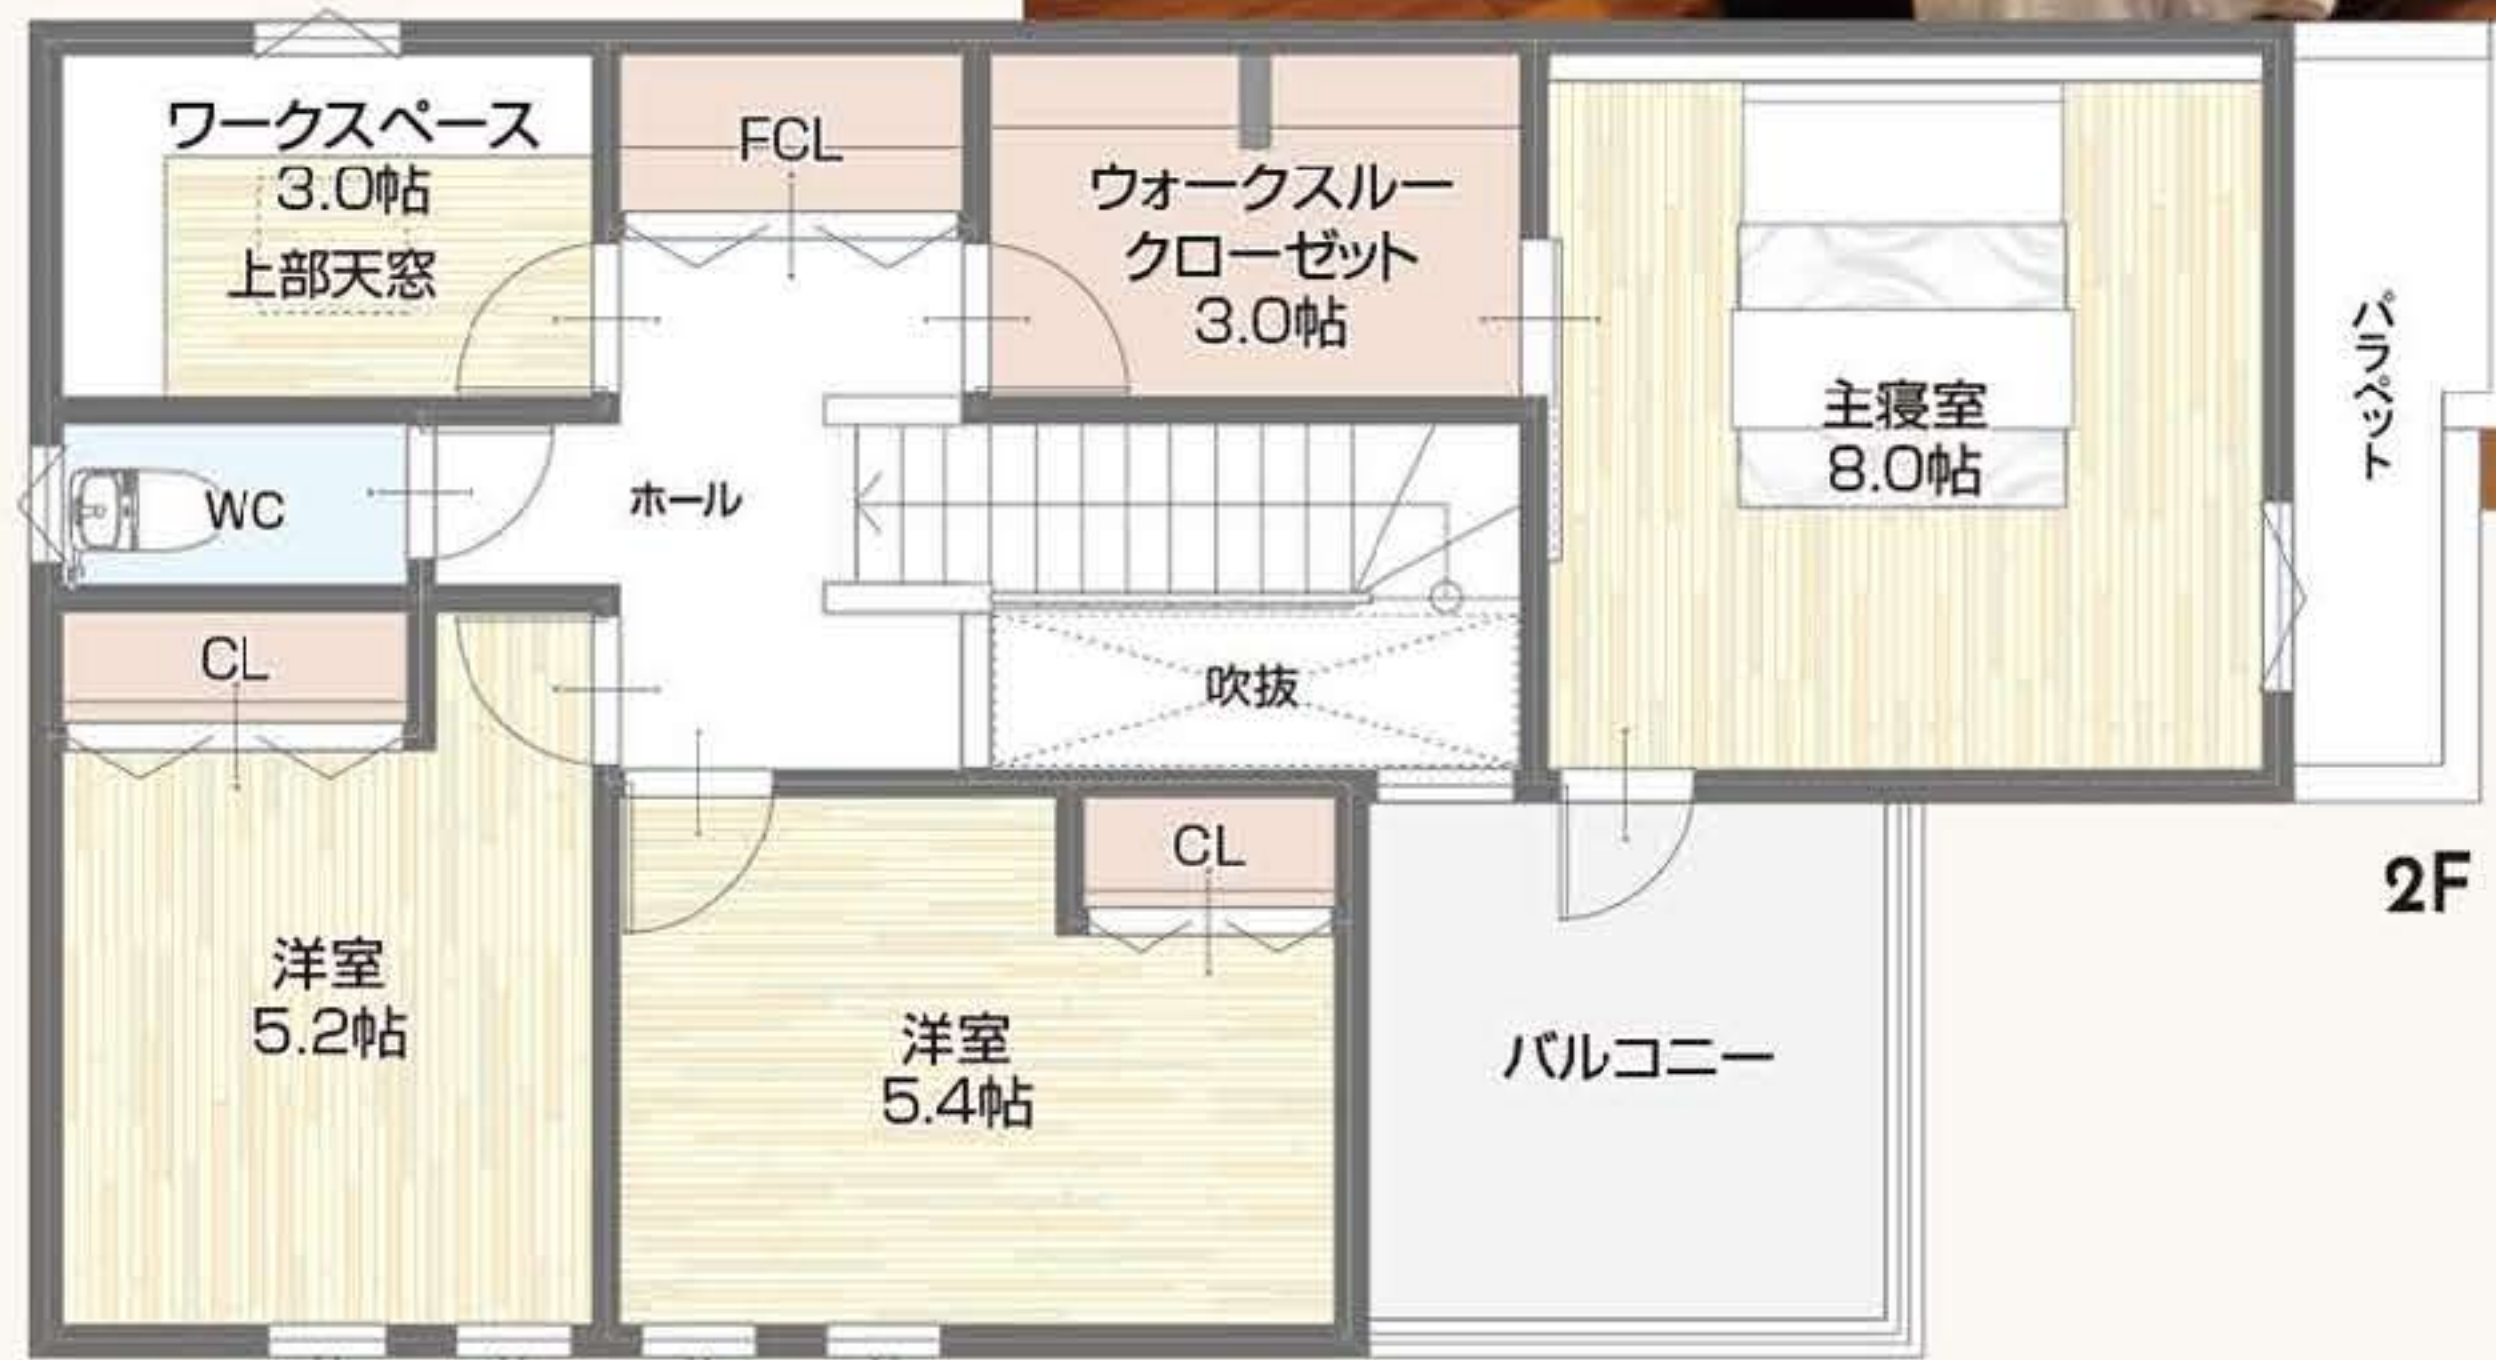 ワークスペース
3.0帖
上部天窓
FCL
ウォークスルー
クローゼット
3.0帖
主寝室
8.0帖
パラペット
WC
ホール
CL
吹抜
CL
2F
洋室
5.2帖
洋室
5.4帖
バルコニー